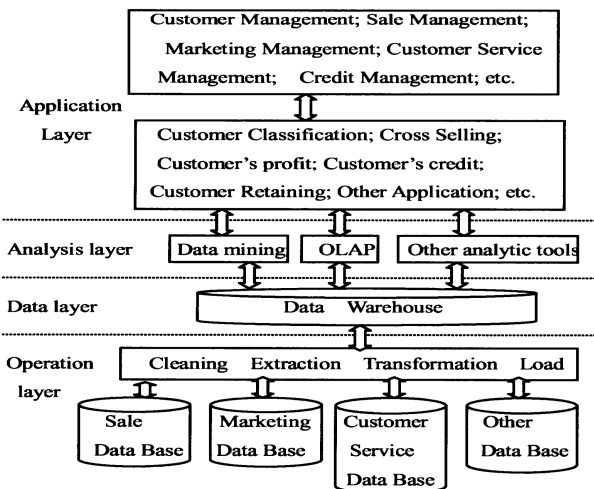 Customer Management; Sale Management;
Marketing Management; Customer Service
Management; Credit Management; etc.
Application
Layer
Customer Classification; Cross Selling;
Customer's profit; Customer's credit;
Customer Retaining; Other Application; etc.
Analysis layer
Data mining
OLAP
Other analytic tools
Data layer
Data Warehouse
Operation
layer
Cleaning Extraction Transformation Load
Sale
Data Base
Marketing
Data Base
Customer
Service
Data Base
Other
Data Base